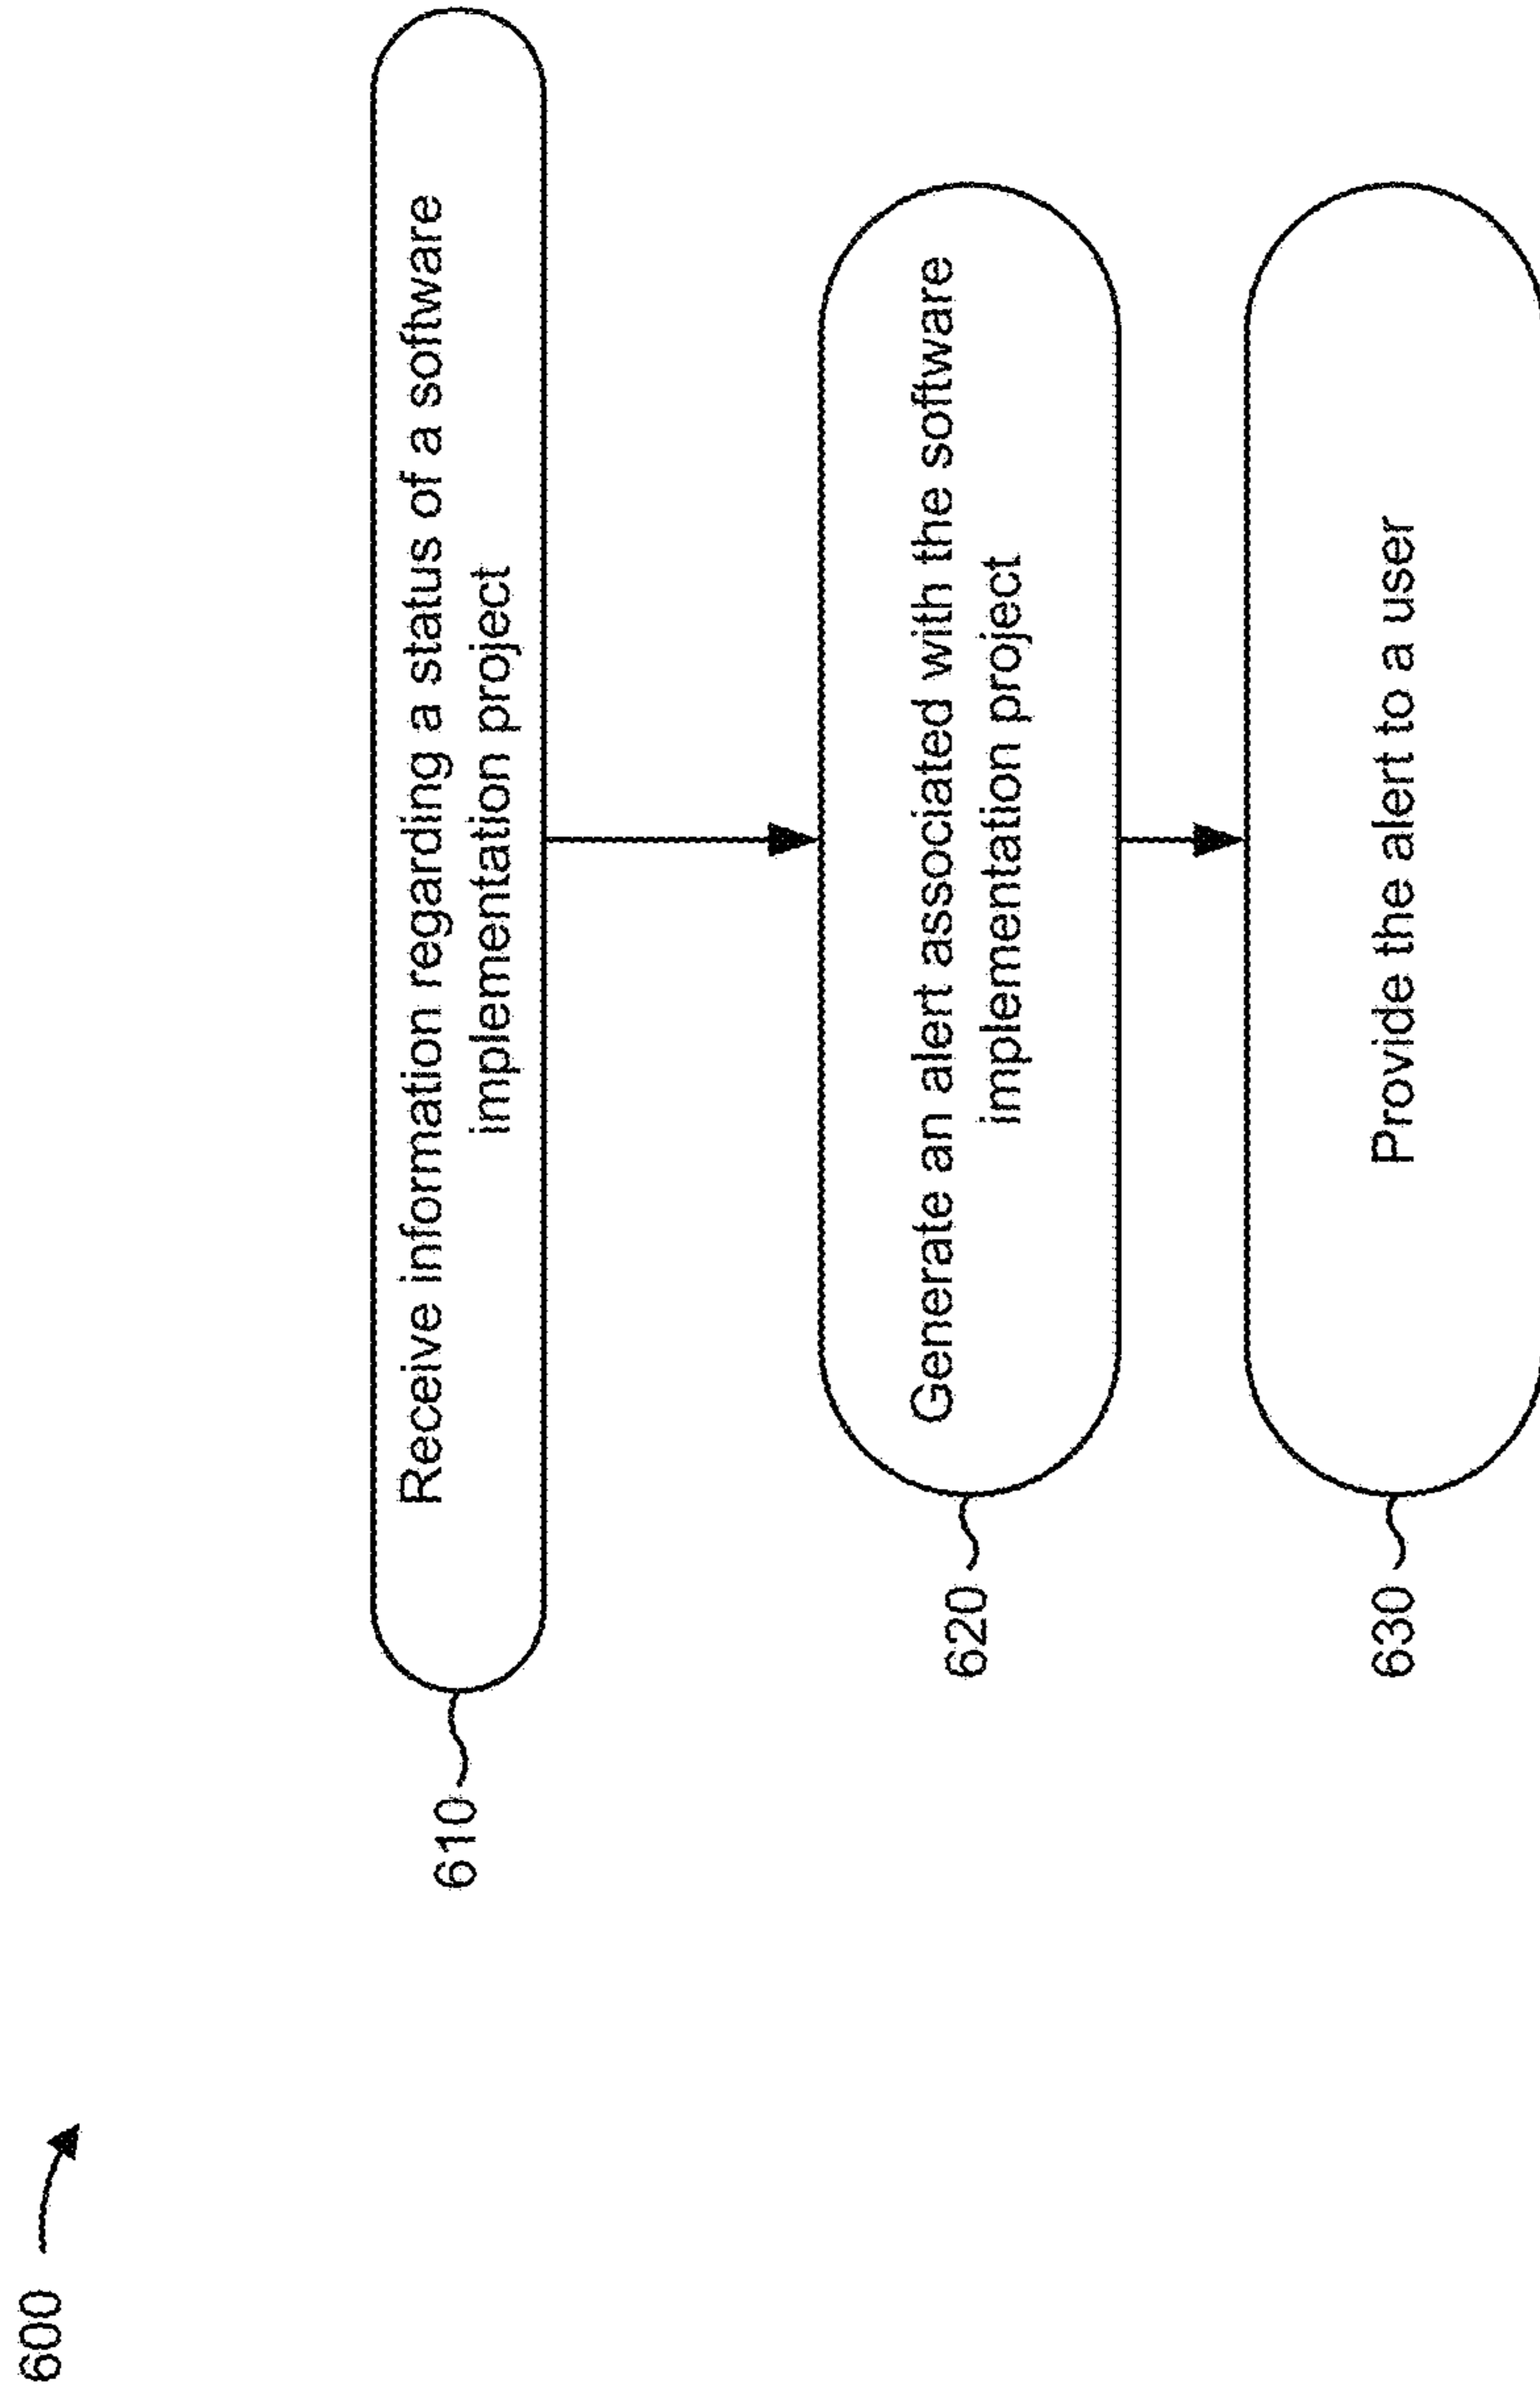 600
610
Receive information regarding a status of a software
implementation project
620
Generate an alert associated with the software
implementation project
630
Provide the alert to a user